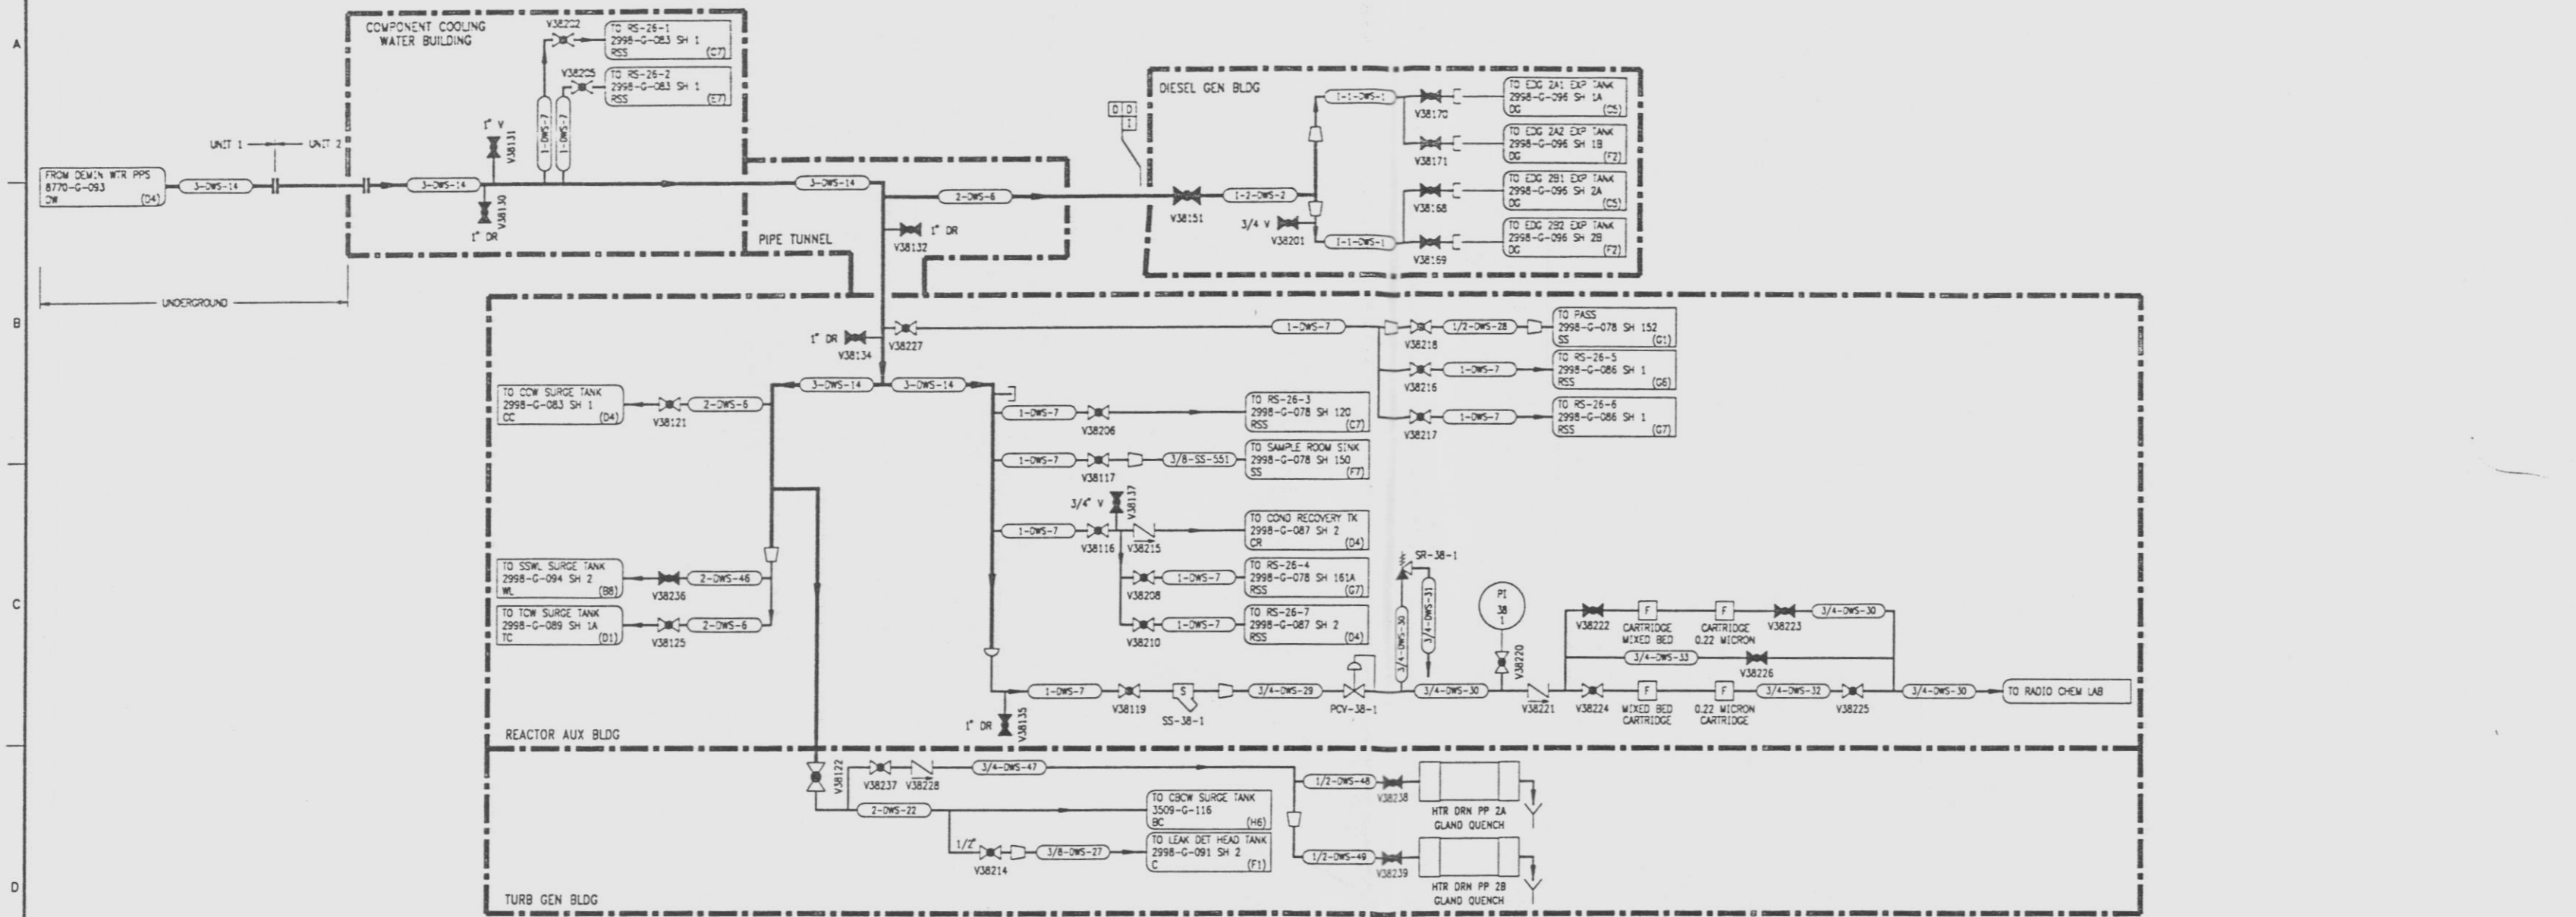 A
B
C
D
COMPONENT COOLING
WATER BUILDING
V38202
TO RS-26-1
2998-G-083 SH 1
RSS (C7)
V38205
TO RS-26-2
2998-G-083 SH 1
RSS (E7)
1-DWS-7
1-DWS-7
1" V
V38131
UNIT 1
UNIT 2
FROM DEMIN WTR PPS
8770-G-093
DW (D4)
3-DWS-14
3-DWS-14
V38130
1" DR
UNDERGROUND
3-DWS-14
2-DWS-6
PIPE TUNNEL
1" DR
V38132
D D
I
DIESEL GEN BLDG
V38151
1-2-DWS-2
3/4 V
V38201
I-1-DWS-1
V38170
TO EDG 2A1 EXP TANK
2998-G-096 SH 1A
DG (C5)
V38171
TO EDG 2A2 EXP TANK
2998-G-096 SH 1B
DG (F2)
V38168
TO EDG 2B1 EXP TANK
2998-G-096 SH 2A
DG (C5)
I-1-DWS-1
V38169
TO EDG 2B2 EXP TANK
2998-G-096 SH 2B
DG (F2)
1" DR
V38134
V38227
1-DWS-7
V38218
1/2-DWS-28
TO PASS
2998-G-078 SH 152
SS (G1)
V38216
1-DWS-7
TO RS-26-5
2998-G-086 SH 1
RSS (G6)
V38217
1-DWS-7
TO RS-26-6
2998-G-086 SH 1
RSS (G7)
3-DWS-14
3-DWS-14
TO CCW SURGE TANK
2998-G-083 SH 1
CC (D4)
V38121
2-DWS-6
1-DWS-7
V38206
TO RS-26-3
2998-G-078 SH 120
RSS (C7)
1-DWS-7
V38117
3/8-SS-551
TO SAMPLE ROOM SINK
2998-G-078 SH 150
SS (F7)
3/4" V
V38137
1-DWS-7
V38116
V38215
TO COND RECOVERY TK
2998-G-087 SH 2
CR (D4)
V38208
1-DWS-7
TO RS-26-4
2998-G-078 SH 161A
RSS (G7)
V38210
1-DWS-7
TO RS-26-7
2998-G-087 SH 2
RSS (D4)
TO SSWL SURGE TANK
2998-G-094 SH 2
WL (B8)
V38236
2-DWS-46
TO TCW SURGE TANK
2998-G-089 SH 1A
TC (D1)
V38125
2-DWS-6
1-DWS-7
V38119
S
SS-38-1
3/4-DWS-29
PCV-38-1
1" DR
V38135
SR-38-1
3/4-DWS-30
3/4-DWS-31
3/4-DWS-30
PI
38
1
V38220
V38221
V38222
F
CARTRIDGE
MIXED BED
F
CARTRIDGE
0.22 MICRON
V38223
3/4-DWS-30
3/4-DWS-33
V38226
V38224
F
MIXED BED
CARTRIDGE
F
0.22 MICRON
CARTRIDGE
3/4-DWS-32
V38225
3/4-DWS-30
TO RADIO CHEM LAB
REACTOR AUX BLDG
V38122
V38237
V38228
3/4-DWS-47
2-DWS-22
TO CBCW SURGE TANK
3509-G-116
BC (H6)
1/2"
V38214
3/8-DWS-27
TO LEAK DET HEAD TANK
2998-G-091 SH 2
C (F1)
1/2-DWS-48
V38238
HTR DRN PP 2A
GLAND QUENCH
1/2-DWS-49
V38239
HTR DRN PP 2B
GLAND QUENCH
TURB GEN BLDG